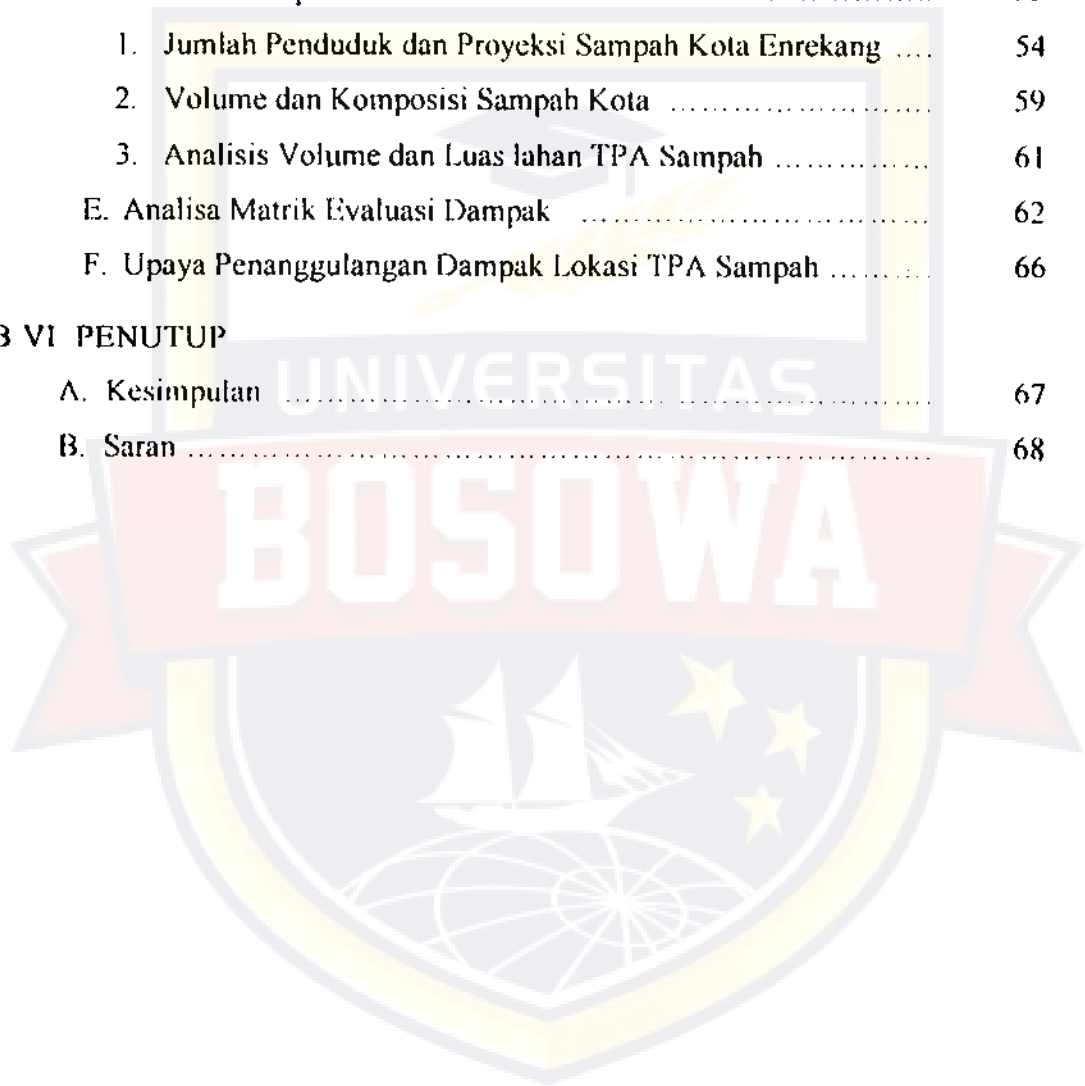 1. Jumlah Penduduk dan Proyeksi Sampah Kota Enrekang .... 54
2. Volume dan Komposisi Sampah Kota .......................... 59
3. Analisis Volume dan Luas lahan TPA Sampah ............... 61
E. Analisa Matrik Evaluasi Dampak .................................. 62
F. Upaya Penanggulangan Dampak Lokasi TPA Sampah .......... 66
B VI PENUTUP
A. Kesimpulan ................................................................ 67
B. Saran ........................................................................ 68
UNIVERSITAS
BOSOWA